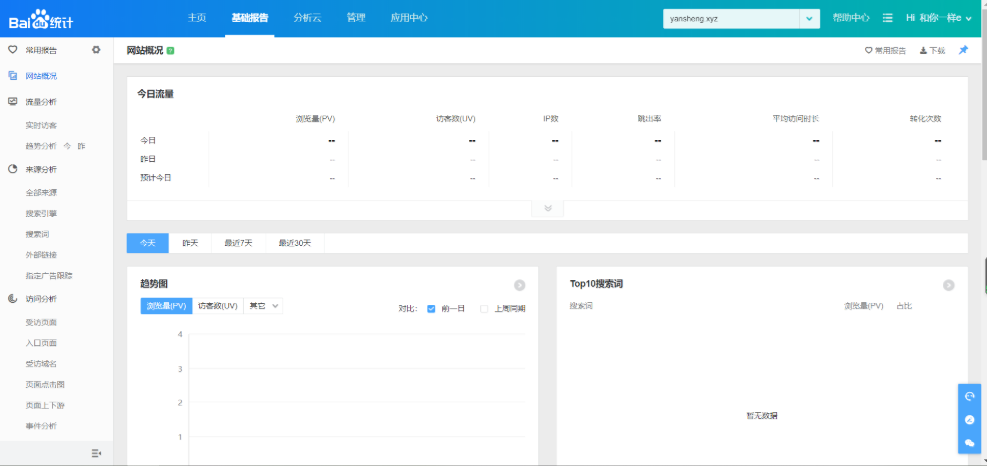 Bai du 统计
主页 基础报告 分析云 管理 应用中心
yansheng.xyz
帮助中心 Hi 和你一样e
常用报告
网站概况
流量分析
实时访客
趋势分析 今 昨
来源分析
全部来源
搜索引擎
搜索词
外部链接
指定广告跟踪
访问分析
受访页面
入口页面
受访域名
页面点击图
页面上下游
事件分析
网站概况 ?
常用报告 下载
今日流量
浏览量(PV) 访客数(UV) IP数 跳出率 平均访问时长 转化次数
今日 -- -- -- -- -- --
昨日 -- -- -- -- -- --
预计今日 -- -- -- -- -- --
今天 昨天 最近7天 最近30天
趋势图
浏览量(PV) 访客数(UV) 其它
对比: 前一日 上周同期
4
3
2
1
Top10搜索词
搜索词 浏览量(PV) 占比
暂无数据